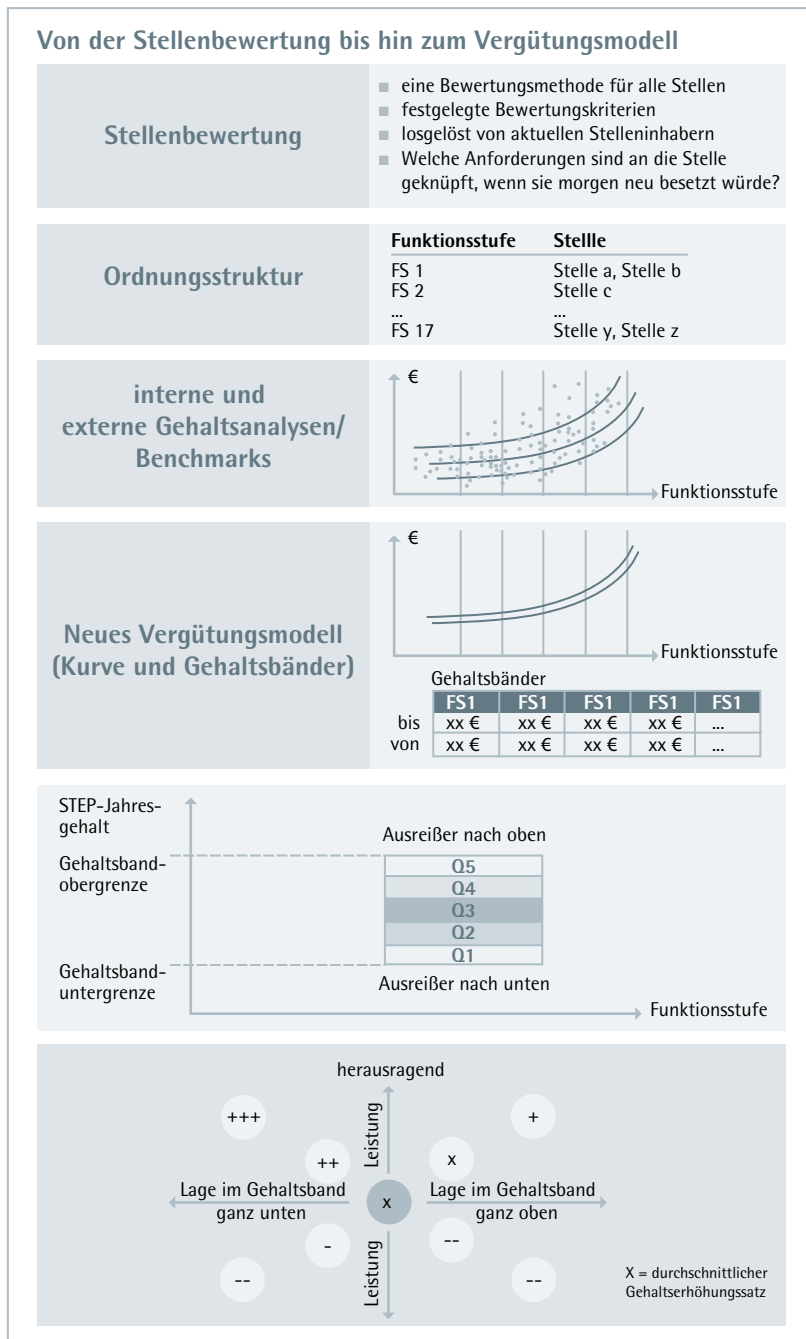 Von der Stellenbewertung bis hin zum Vergütungsmodell
Stellenbewertung
■ eine Bewertungsmethode für alle Stellen
■ festgelegte Bewertungskriterien
■ losgelöst von aktuellen Stelleninhabern
■ Welche Anforderungen sind an die Stelle
geknüpft, wenn sie morgen neu besetzt würde?
Ordnungsstruktur
Funktionsstufe Stellle
FS 1 Stelle a, Stelle b
FS 2 Stelle c
... ...
FS 17 Stelle y, Stelle z
interne und
externe Gehaltsanalysen/
Benchmarks
€
Funktionsstufe
Neues Vergütungsmodell
(Kurve und Gehaltsbänder)
€
Funktionsstufe
Gehaltsbänder
FS1 FS1 FS1 FS1 FS1
bis xx € xx € xx € xx € ...
von xx € xx € xx € xx € ...
STEP-Jahres-
gehalt
Ausreißer nach oben
Gehaltsband-
obergrenze
Q5
Q4
Q3
Q2
Q1
Gehaltsband-
untergrenze
Ausreißer nach unten
Funktionsstufe
herausragend
+++
Leistung
+
++
x
Lage im Gehaltsband
ganz unten
x
Lage im Gehaltsband
ganz oben
-
--
--
Leistung
--
X = durchschnittlicher
Gehaltserhöhungssatz